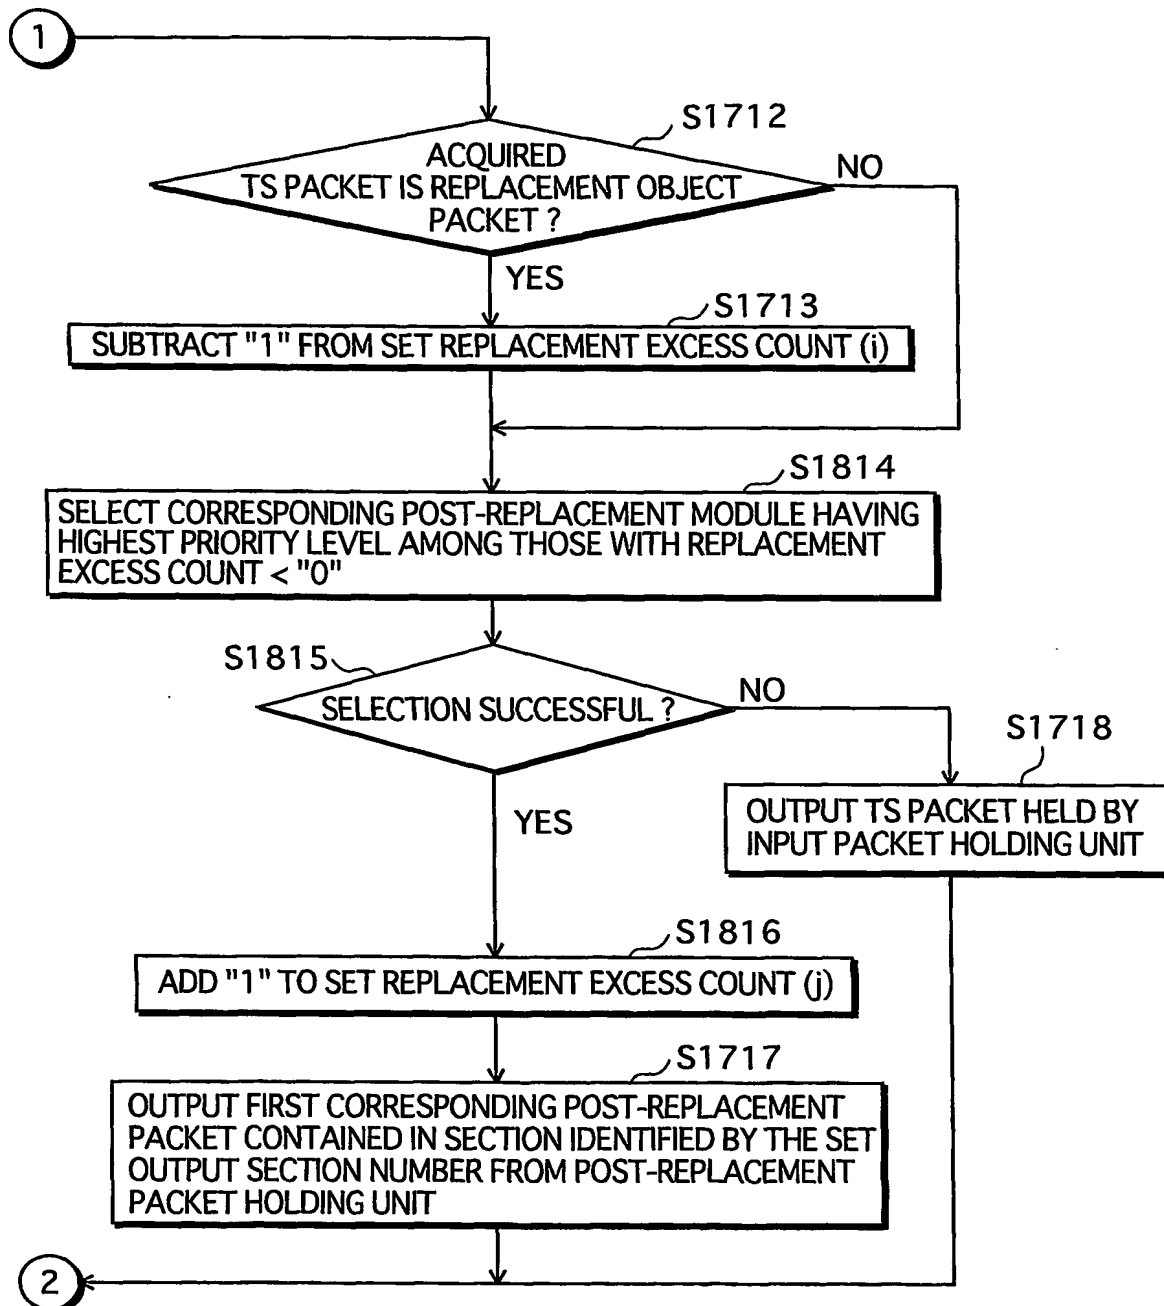 1
S1712
ACQUIRED
TS PACKET IS REPLACEMENT OBJECT
PACKET ?
NO
YES
S1713
SUBTRACT "1" FROM SET REPLACEMENT EXCESS COUNT (i)
S1814
SELECT CORRESPONDING POST-REPLACEMENT MODULE HAVING
HIGHEST PRIORITY LEVEL AMONG THOSE WITH REPLACEMENT
EXCESS COUNT < "0"
S1815
SELECTION SUCCESSFUL ?
NO
S1718
OUTPUT TS PACKET HELD BY
INPUT PACKET HOLDING UNIT
YES
S1816
ADD "1" TO SET REPLACEMENT EXCESS COUNT (j)
S1717
OUTPUT FIRST CORRESPONDING POST-REPLACEMENT
PACKET CONTAINED IN SECTION IDENTIFIED BY THE SET
OUTPUT SECTION NUMBER FROM POST-REPLACEMENT
PACKET HOLDING UNIT
2